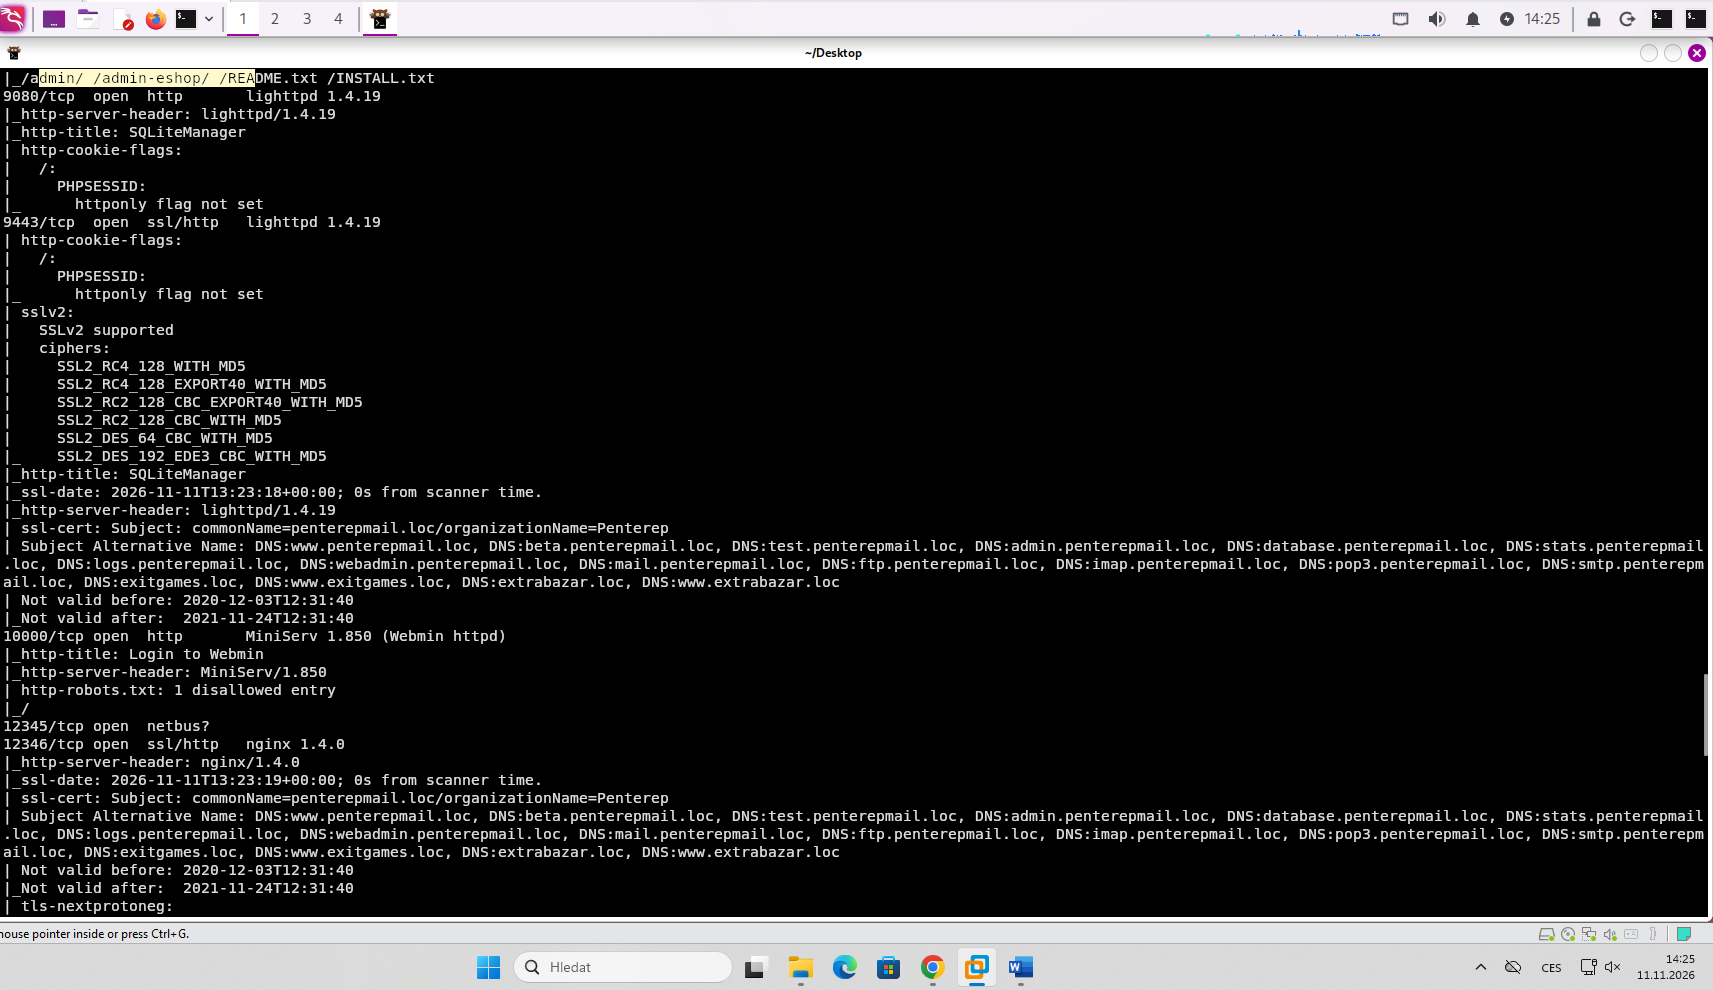 1 2 3 4 14:25
~/Desktop
|_/admin/ /admin-eshop/ /README.txt /INSTALL.txt
9080/tcp  open  http       lighttpd 1.4.19
|_http-server-header: lighttpd/1.4.19
|_http-title: SQLiteManager
| http-cookie-flags:
|   /:
|     PHPSESSID:
|_      httponly flag not set
9443/tcp  open  ssl/http   lighttpd 1.4.19
| http-cookie-flags:
|   /:
|     PHPSESSID:
|_      httponly flag not set
| sslv2:
|   SSLv2 supported
|   ciphers:
|     SSL2_RC4_128_WITH_MD5
|     SSL2_RC4_128_EXPORT40_WITH_MD5
|     SSL2_RC2_128_CBC_EXPORT40_WITH_MD5
|     SSL2_RC2_128_CBC_WITH_MD5
|     SSL2_DES_64_CBC_WITH_MD5
|_    SSL2_DES_192_EDE3_CBC_WITH_MD5
|_http-title: SQLiteManager
|_ssl-date: 2026-11-11T13:23:18+00:00; 0s from scanner time.
|_http-server-header: lighttpd/1.4.19
| ssl-cert: Subject: commonName=penterepmail.loc/organizationName=Penterep
| Subject Alternative Name: DNS:www.penterepmail.loc, DNS:beta.penterepmail.loc, DNS:test.penterepmail.loc, DNS:admin.penterepmail.loc, DNS:database.penterepmail.loc, DNS:stats.penterepmail
.loc, DNS:logs.penterepmail.loc, DNS:webadmin.penterepmail.loc, DNS:mail.penterepmail.loc, DNS:ftp.penterepmail.loc, DNS:imap.penterepmail.loc, DNS:pop3.penterepmail.loc, DNS:smtp.penterepm
ail.loc, DNS:exitgames.loc, DNS:www.exitgames.loc, DNS:extrabazar.loc, DNS:www.extrabazar.loc
| Not valid before: 2020-12-03T12:31:40
|_Not valid after:  2021-11-24T12:31:40
10000/tcp open  http       MiniServ 1.850 (Webmin httpd)
|_http-title: Login to Webmin
|_http-server-header: MiniServ/1.850
| http-robots.txt: 1 disallowed entry
|_/
12345/tcp open  netbus?
12346/tcp open  ssl/http   nginx 1.4.0
|_http-server-header: nginx/1.4.0
|_ssl-date: 2026-11-11T13:23:19+00:00; 0s from scanner time.
| ssl-cert: Subject: commonName=penterepmail.loc/organizationName=Penterep
| Subject Alternative Name: DNS:www.penterepmail.loc, DNS:beta.penterepmail.loc, DNS:test.penterepmail.loc, DNS:admin.penterepmail.loc, DNS:database.penterepmail.loc, DNS:stats.penterepmail
.loc, DNS:logs.penterepmail.loc, DNS:webadmin.penterepmail.loc, DNS:mail.penterepmail.loc, DNS:ftp.penterepmail.loc, DNS:imap.penterepmail.loc, DNS:pop3.penterepmail.loc, DNS:smtp.penterepm
ail.loc, DNS:exitgames.loc, DNS:www.exitgames.loc, DNS:extrabazar.loc, DNS:www.extrabazar.loc
| Not valid before: 2020-12-03T12:31:40
|_Not valid after:  2021-11-24T12:31:40
| tls-nextprotoneg:
nouse pointer inside or press Ctrl+G.
Hledat
CES
14:25
11.11.2026